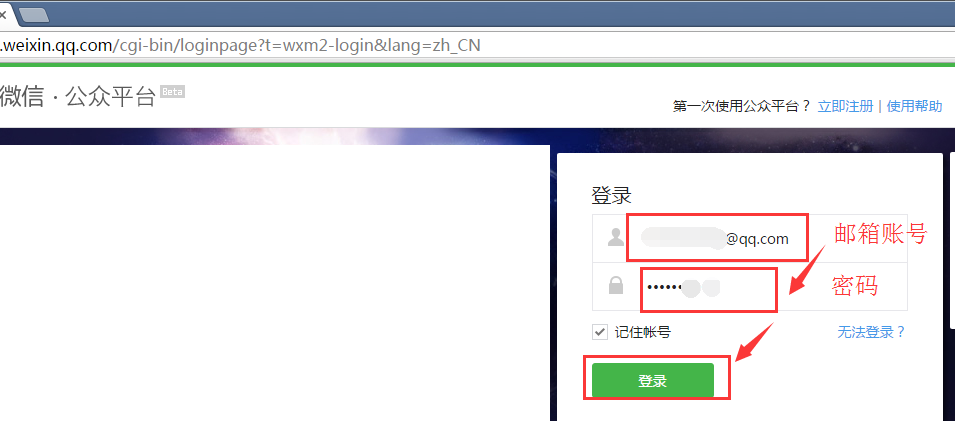 .weixin.qq.com/cgi-bin/loginpage?t=wxm2-login&lang=zh_CN
微信·公众平台 Beta
第一次使用公众平台？ 立即注册 | 使用帮助
登录
@qq.com 邮箱账号
密码
记住帐号 无法登录？
登录